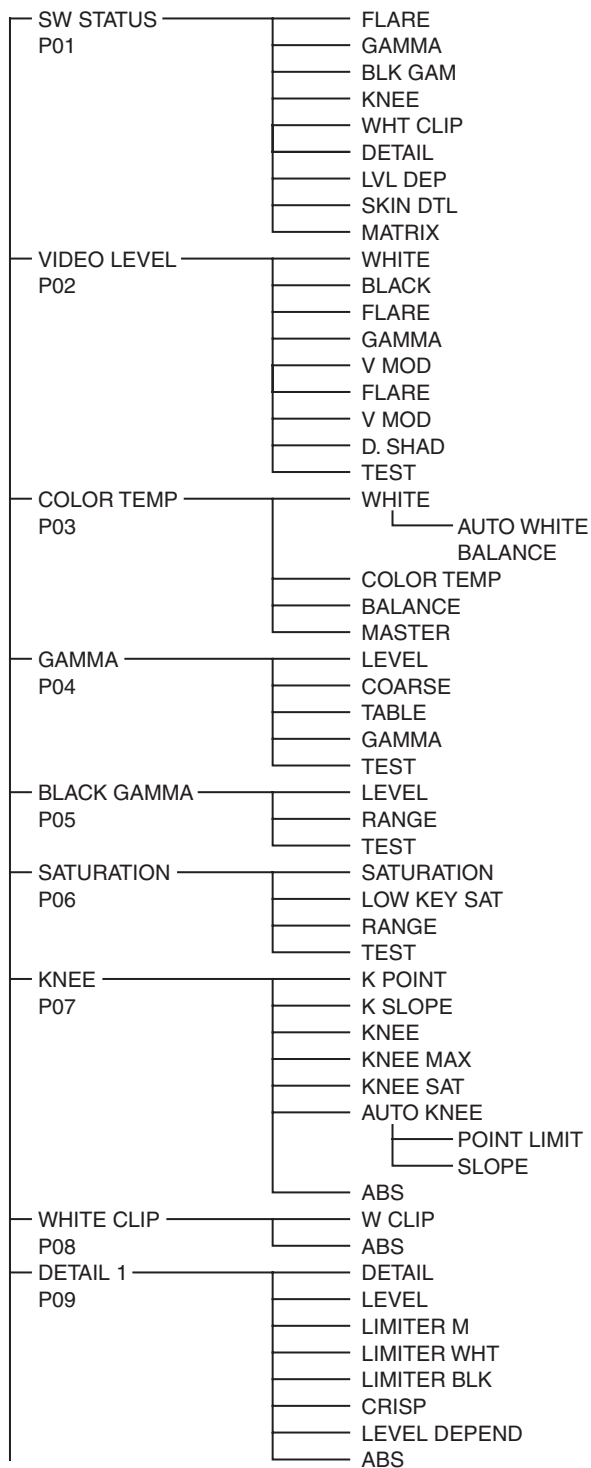 SW STATUS FLARE
P01 GAMMA
BLK GAM
KNEE
WHT CLIP
DETAIL
LVL DEP
SKIN DTL
MATRIX
VIDEO LEVEL WHITE
P02 BLACK
FLARE
GAMMA
V MOD
FLARE
V MOD
D. SHAD
TEST
COLOR TEMP WHITE
P03 AUTO WHITE
BALANCE
COLOR TEMP
BALANCE
MASTER
GAMMA LEVEL
P04 COARSE
TABLE
GAMMA
TEST
BLACK GAMMA LEVEL
P05 RANGE
TEST
SATURATION SATURATION
P06 LOW KEY SAT
RANGE
TEST
KNEE K POINT
P07 K SLOPE
KNEE
KNEE MAX
KNEE SAT
AUTO KNEE
POINT LIMIT
SLOPE
ABS
WHITE CLIP W CLIP
P08 ABS
DETAIL 1 DETAIL
P09 LEVEL
LIMITER M
LIMITER WHT
LIMITER BLK
CRISP
LEVEL DEPEND
ABS